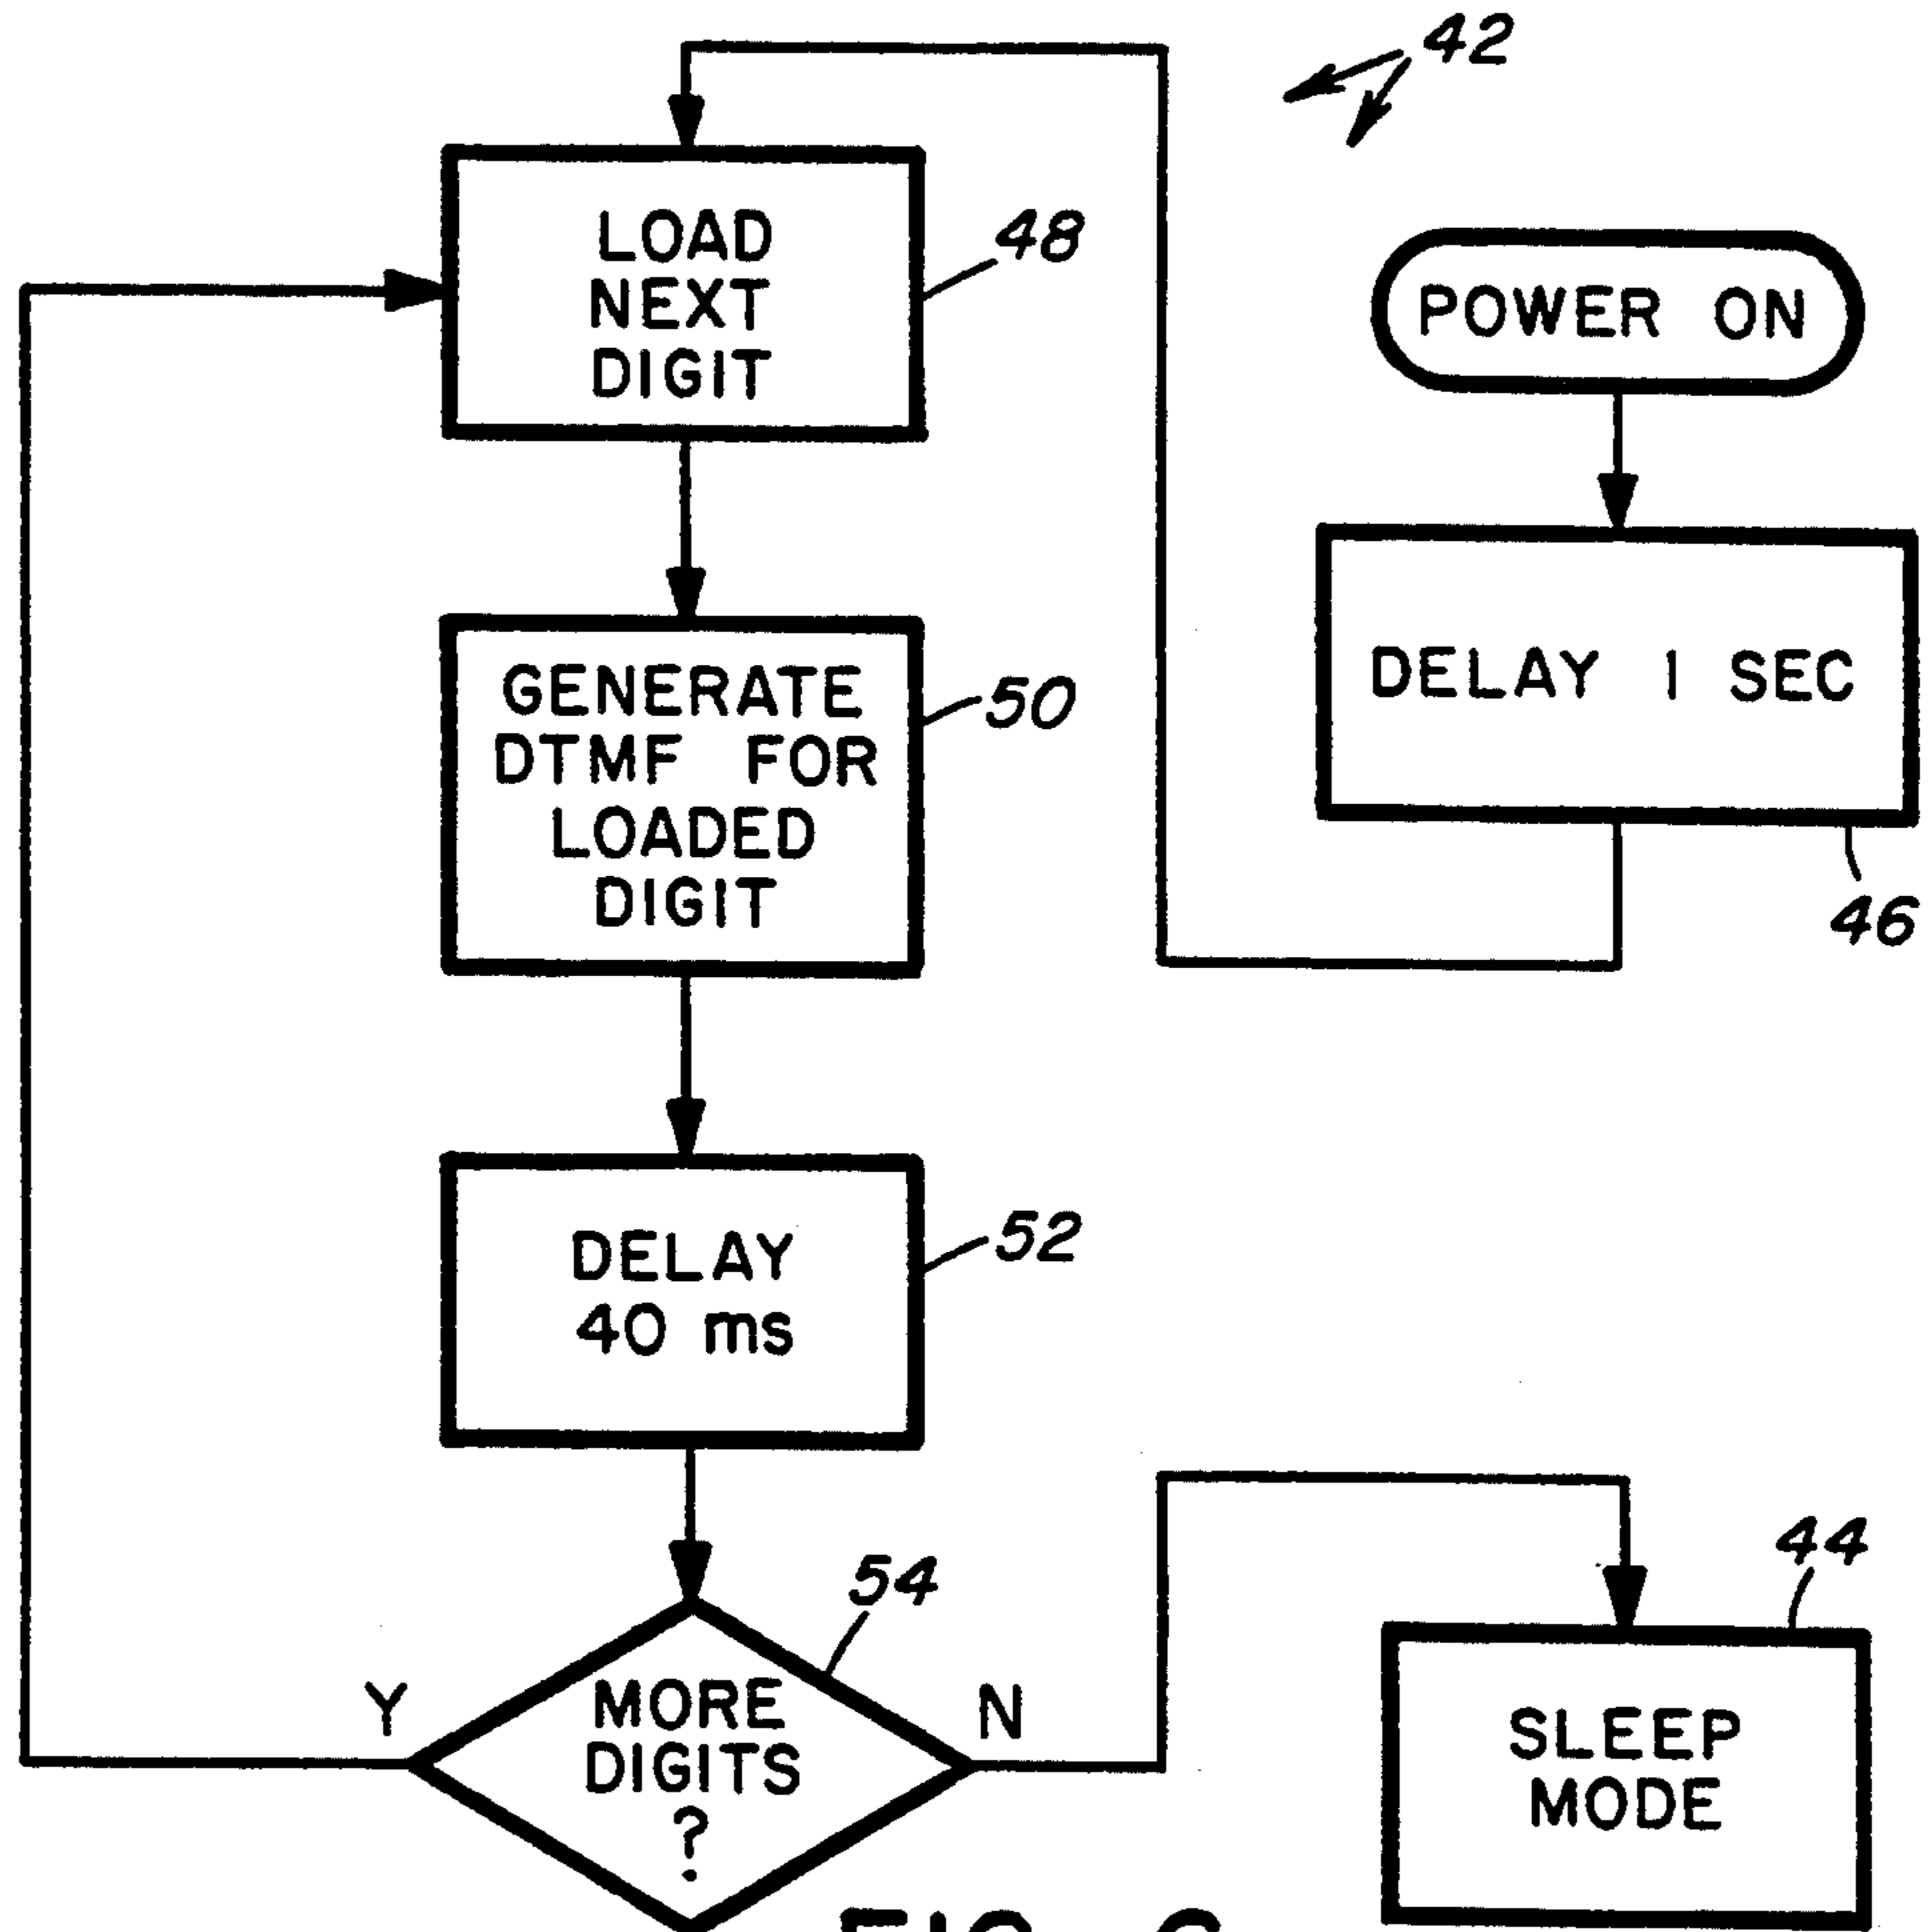 42
LOAD
NEXT
DIGIT
48
POWER ON
GENERATE
DTMF FOR
LOADED
DIGIT
50
DELAY 1 SEC
46
DELAY
40 ms
52
54
44
Y
MORE
DIGITS
?
N
SLEEP
MODE